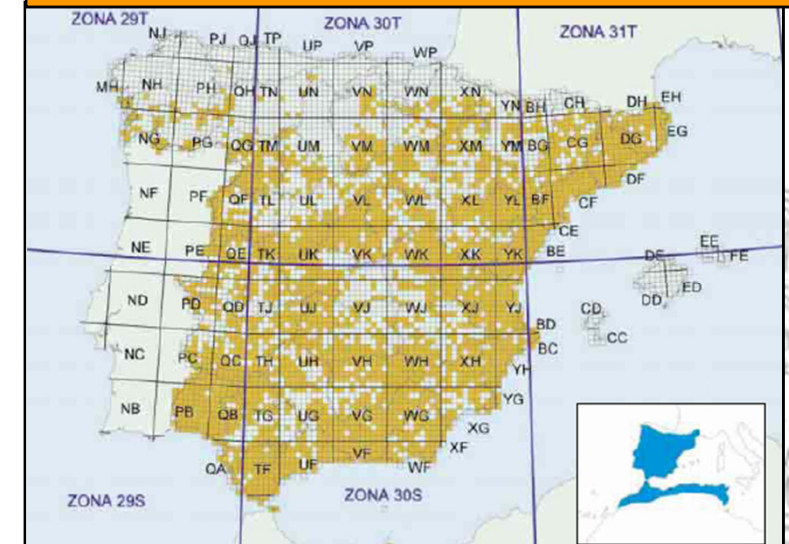 ZONA 29T
ZONA 30T
ZONA 31T
NJ PJ QJ TP UP VP WP
MH NH PH QH TN UN VN WN XN YN BH CH DH EH
NG PG QG TM UM VM WM XM YM BG CG DG EG
NF PF QF TL UL VL WL XL YL BF CF DF
NE PE QE TK UK VK WK XK YK BE CE DE EE FE
ND PD QD TJ UJ VJ WJ XJ YJ BD CD DD ED
NC PC QC TH UH VH WH XH YH BC CC
NB PB QB TG UG VG WG XG YG
QA TF UF VF WF XF
ZONA 29S
ZONA 30S